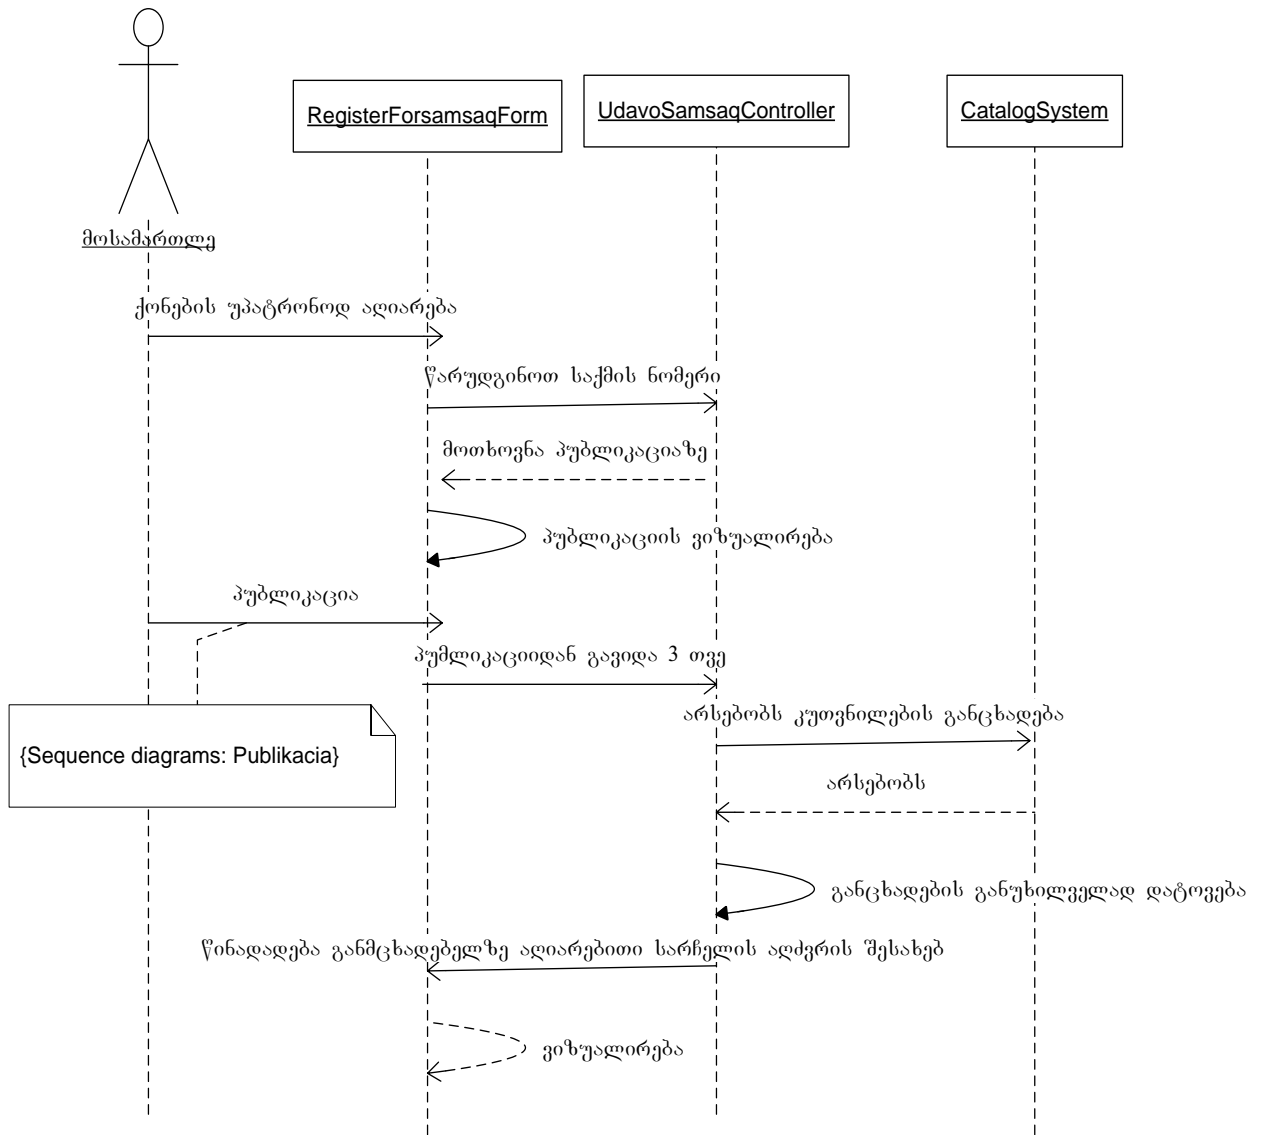 RegisterForsamsaqForm
UdavoSamsaqController
CatalogSystem
მოსამართლე
ქონების უპატრონოდ აღიარება
წარუდგინოთ საქმის ნომერი
მოთხოვნა პუბლიკაციაზე
პუბლიკაციის ვიზუალირება
პუბლიკაცია
პუმლიკაციიდან გავიდა 3 თვე
არსებობს კუთვნილების განცხადება
{Sequence diagrams: Publikacia}
არსებობს
განცხადების განუხილველად დატოვება
წინადადება განმცხადებელზე აღიარებითი სარჩელის აღძვრის შესახებ
ვიზუალირება